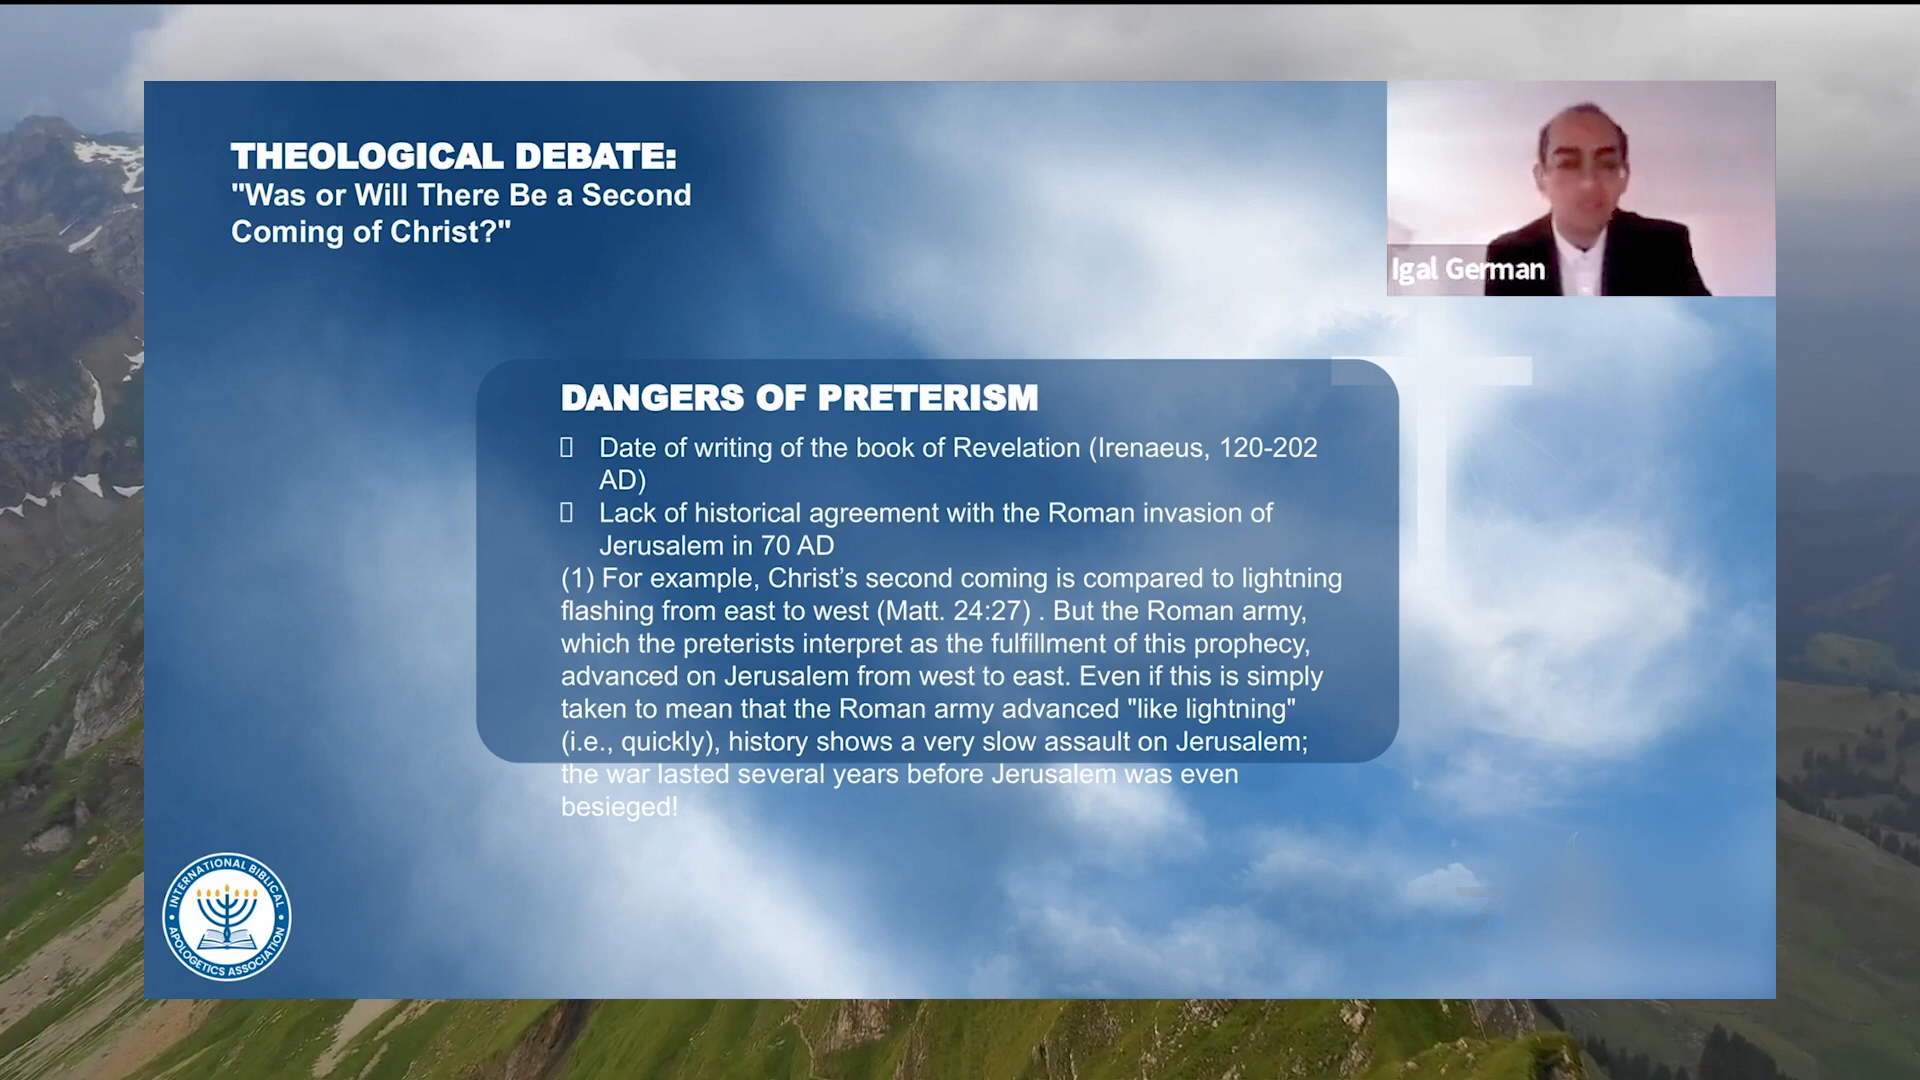 THEOLOGICAL DEBATE:
"Was or Will There Be a Second
Coming of Christ?"
Igal German
DANGERS OF PRETERISM
Date of writing of the book of Revelation (Irenaeus, 120-202
AD)
Lack of historical agreement with the Roman invasion of
Jerusalem in 70 AD
(1) For example, Christ’s second coming is compared to lightning
flashing from east to west (Matt. 24:27) . But the Roman army,
which the preterists interpret as the fulfillment of this prophecy,
advanced on Jerusalem from west to east. Even if this is simply
taken to mean that the Roman army advanced "like lightning"
(i.e., quickly), history shows a very slow assault on Jerusalem;
the war lasted several years before Jerusalem was even
besieged!
INTERNATIONAL BIBLICAL
APOLOGETICS ASSOCIATION